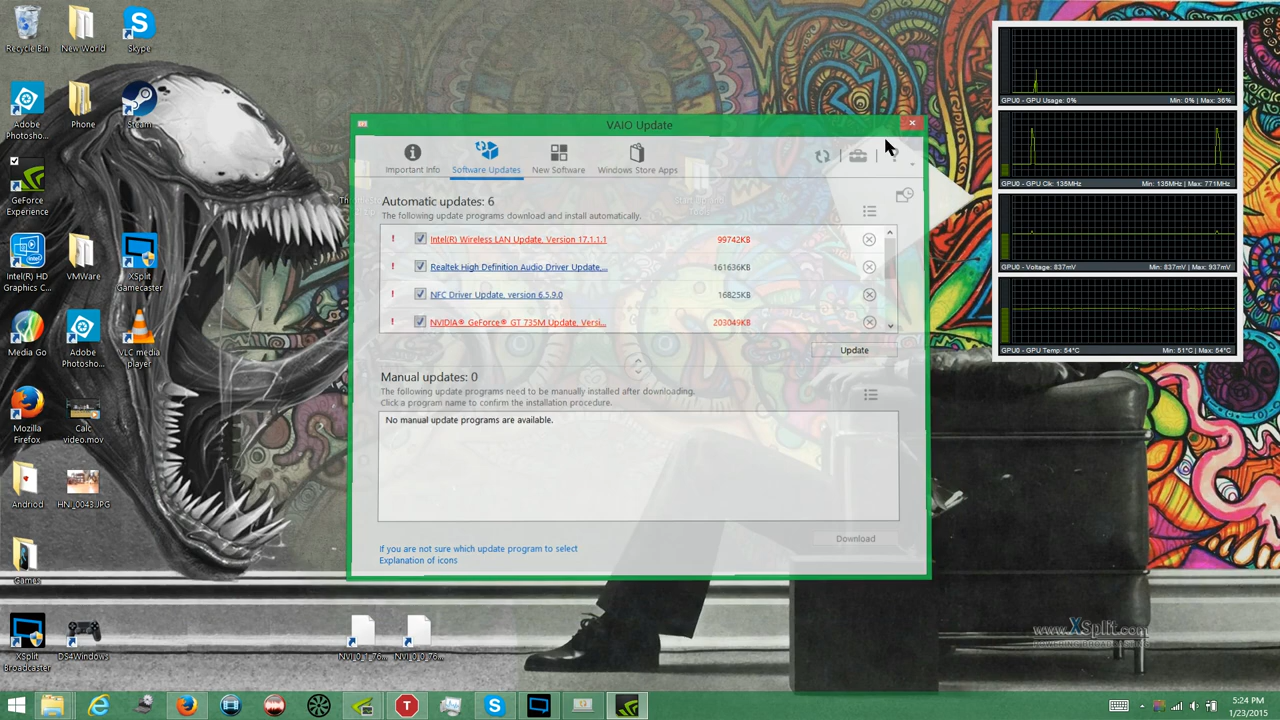 Recycle Bin
New World
Skype
Adobe
Photosho...
Phone
Steam
GeForce
Experience
Intel(R) HD
Graphics C...
VMWare
XSplit
Gamecaster
Media Go
Adobe
Photosho...
VLC media
player
Mozilla
Firefox
Calc
video.mov
Andriod
HNI_0043.JPG
Games
XSplit
Broadcaster
DS4Windows
NVI_0_1_76...
NVI_0_0_76...
VAIO Update
Important Info
Software Updates
New Software
Windows Store Apps
Automatic updates: 6
The following update programs download and install automatically.
! Intel(R) Wireless LAN Update, Version 17.1.1.1 99742KB
! Realtek High Definition Audio Driver Update,... 161636KB
! NFC Driver Update, version 6.5.9.0 16825KB
! NVIDIA® GeForce® GT 735M Update, Versi... 203049KB
Update
Manual updates: 0
The following update programs need to be manually installed after downloading.
Click a program name to confirm the installation procedure.
No manual update programs are available.
Download
If you are not sure which update program to select
Explanation of icons
GPU0 - GPU Usage: 0% Min: 0% | Max: 36%
GPU0 - GPU Clk: 135MHz Min: 135MHz | Max: 771MHz
GPU0 - Voltage: 837mV Min: 837mV | Max: 937mV
GPU0 - GPU Temp: 54°C Min: 51°C | Max: 54°C
www.XSplit.com
POWERING BROADCASTING
5:24 PM
1/23/2015